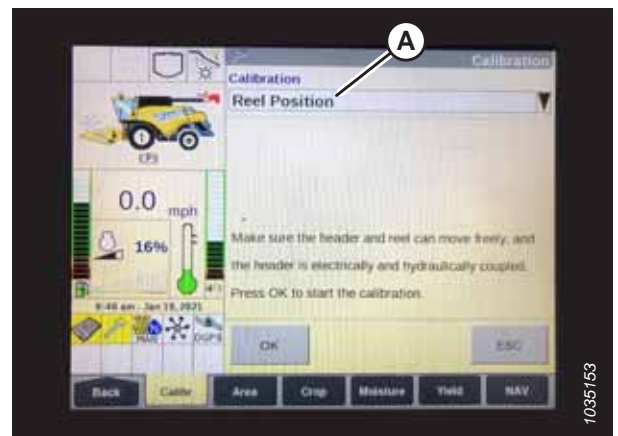 A
Calibration
Calibration
Reel Position
CP3
0.0 mph
16%
Make sure the header and reel can move freely, and
the header is electrically and hydraulically coupled.
Press OK to start the calibration.
9:48 am - Jan 19, 2021
MAN
DGPS
OK
ESC
Back
Calibr
Area
Crop
Moisture
Yield
NAV
1035153